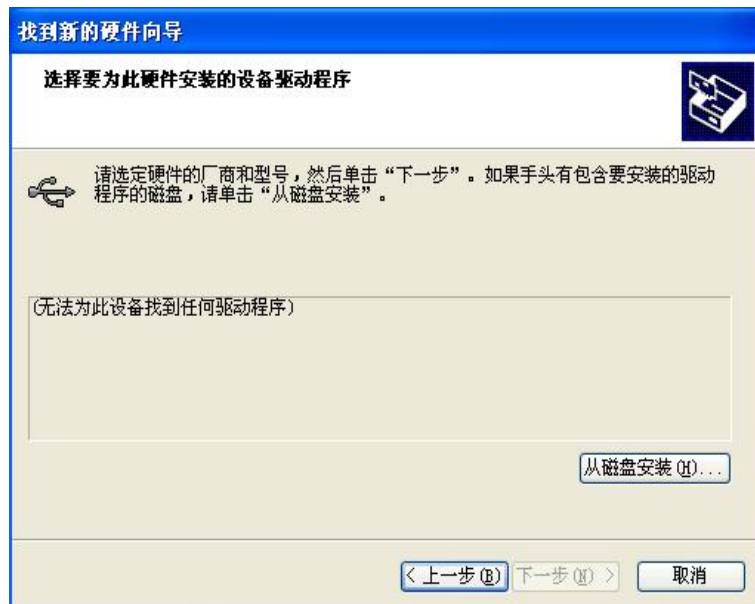 找到新的硬件向导
选择要为此硬件安装的设备驱动程序
请选定硬件的厂商和型号，然后单击“下一步”。如果手头有包含要安装的驱动
程序的磁盘，请单击“从磁盘安装”。
(无法为此设备找到任何驱动程序)
从磁盘安装(H)...
< 上一步(B) 下一步(N) > 取消